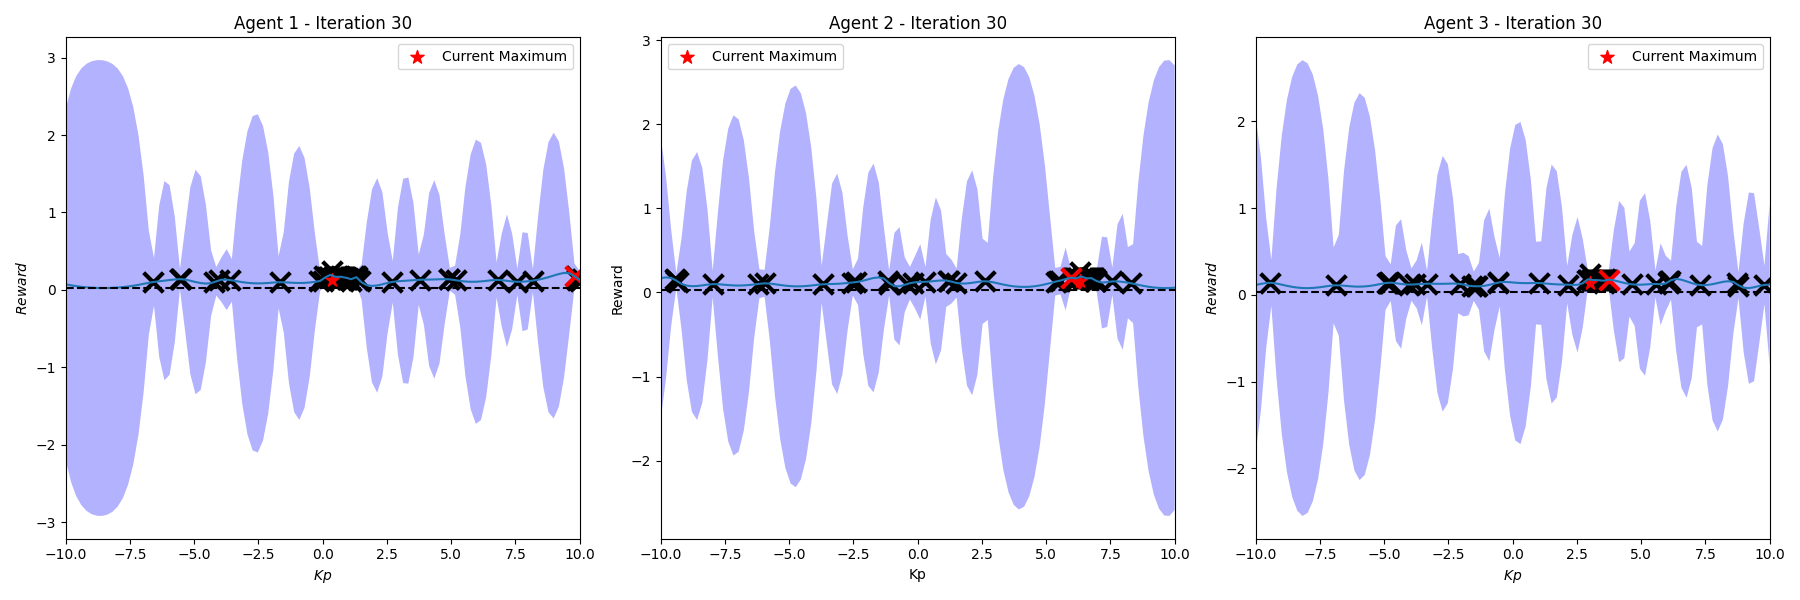 Agent 1 - Iteration 30
Current Maximum
Reward
3
2
1
0
−1
−2
−3
−10.0 −7.5 −5.0 −2.5 0.0 2.5 5.0 7.5 10.0
Kp
Agent 2 - Iteration 30
Current Maximum
Reward
3
2
1
0
−1
−2
−10.0 −7.5 −5.0 −2.5 0.0 2.5 5.0 7.5 10.0
Kp
Agent 3 - Iteration 30
Current Maximum
Reward
2
1
0
−1
−2
−10.0 −7.5 −5.0 −2.5 0.0 2.5 5.0 7.5 10.0
Kp